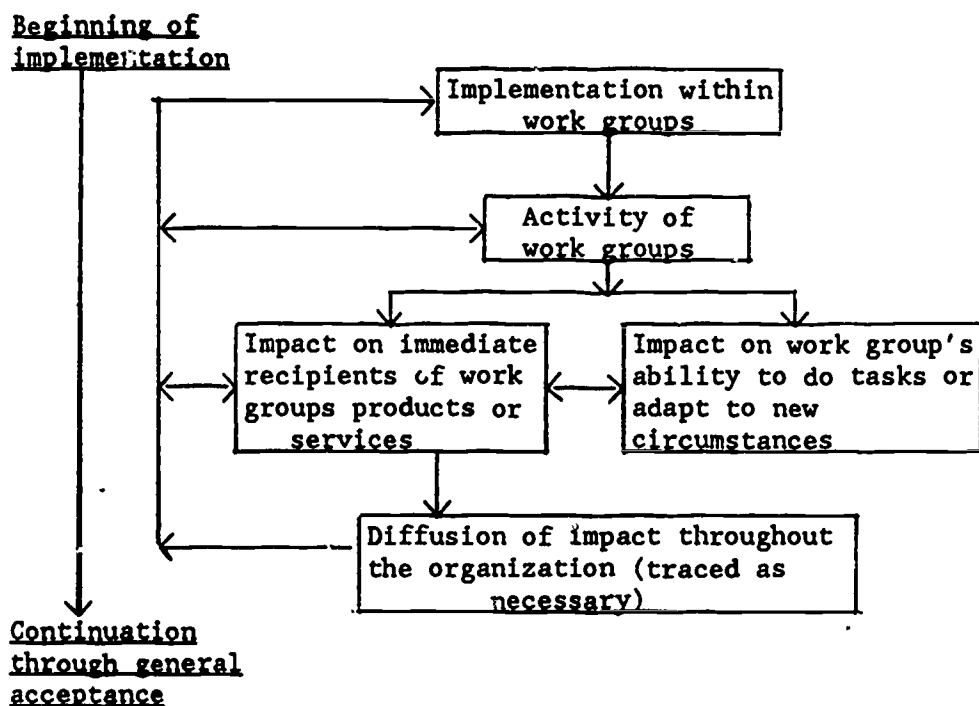 Beginning of
implementation
Implementation within
work groups
Activity of
work groups
Impact on immediate
recipients of work
groups products or
services
Impact on work group's
ability to do tasks or
adapt to new
circumstances
Diffusion of impact throughout
the organization (traced as
necessary)
Continuation
through general
acceptance